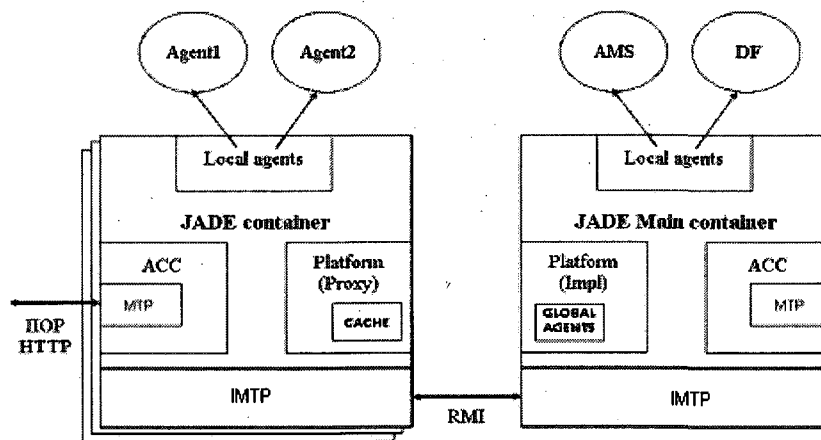 Agent1
Agent2
AMS
DF
Local agents
Local agents
JADE container
JADE Main container
ACC
MTP
Platform
(Proxy)
CACHE
Platform
(Impl)
GLOBAL
AGENTS
ACC
MTP
IIOP
HTTP
IMTP
RMI
IMTP